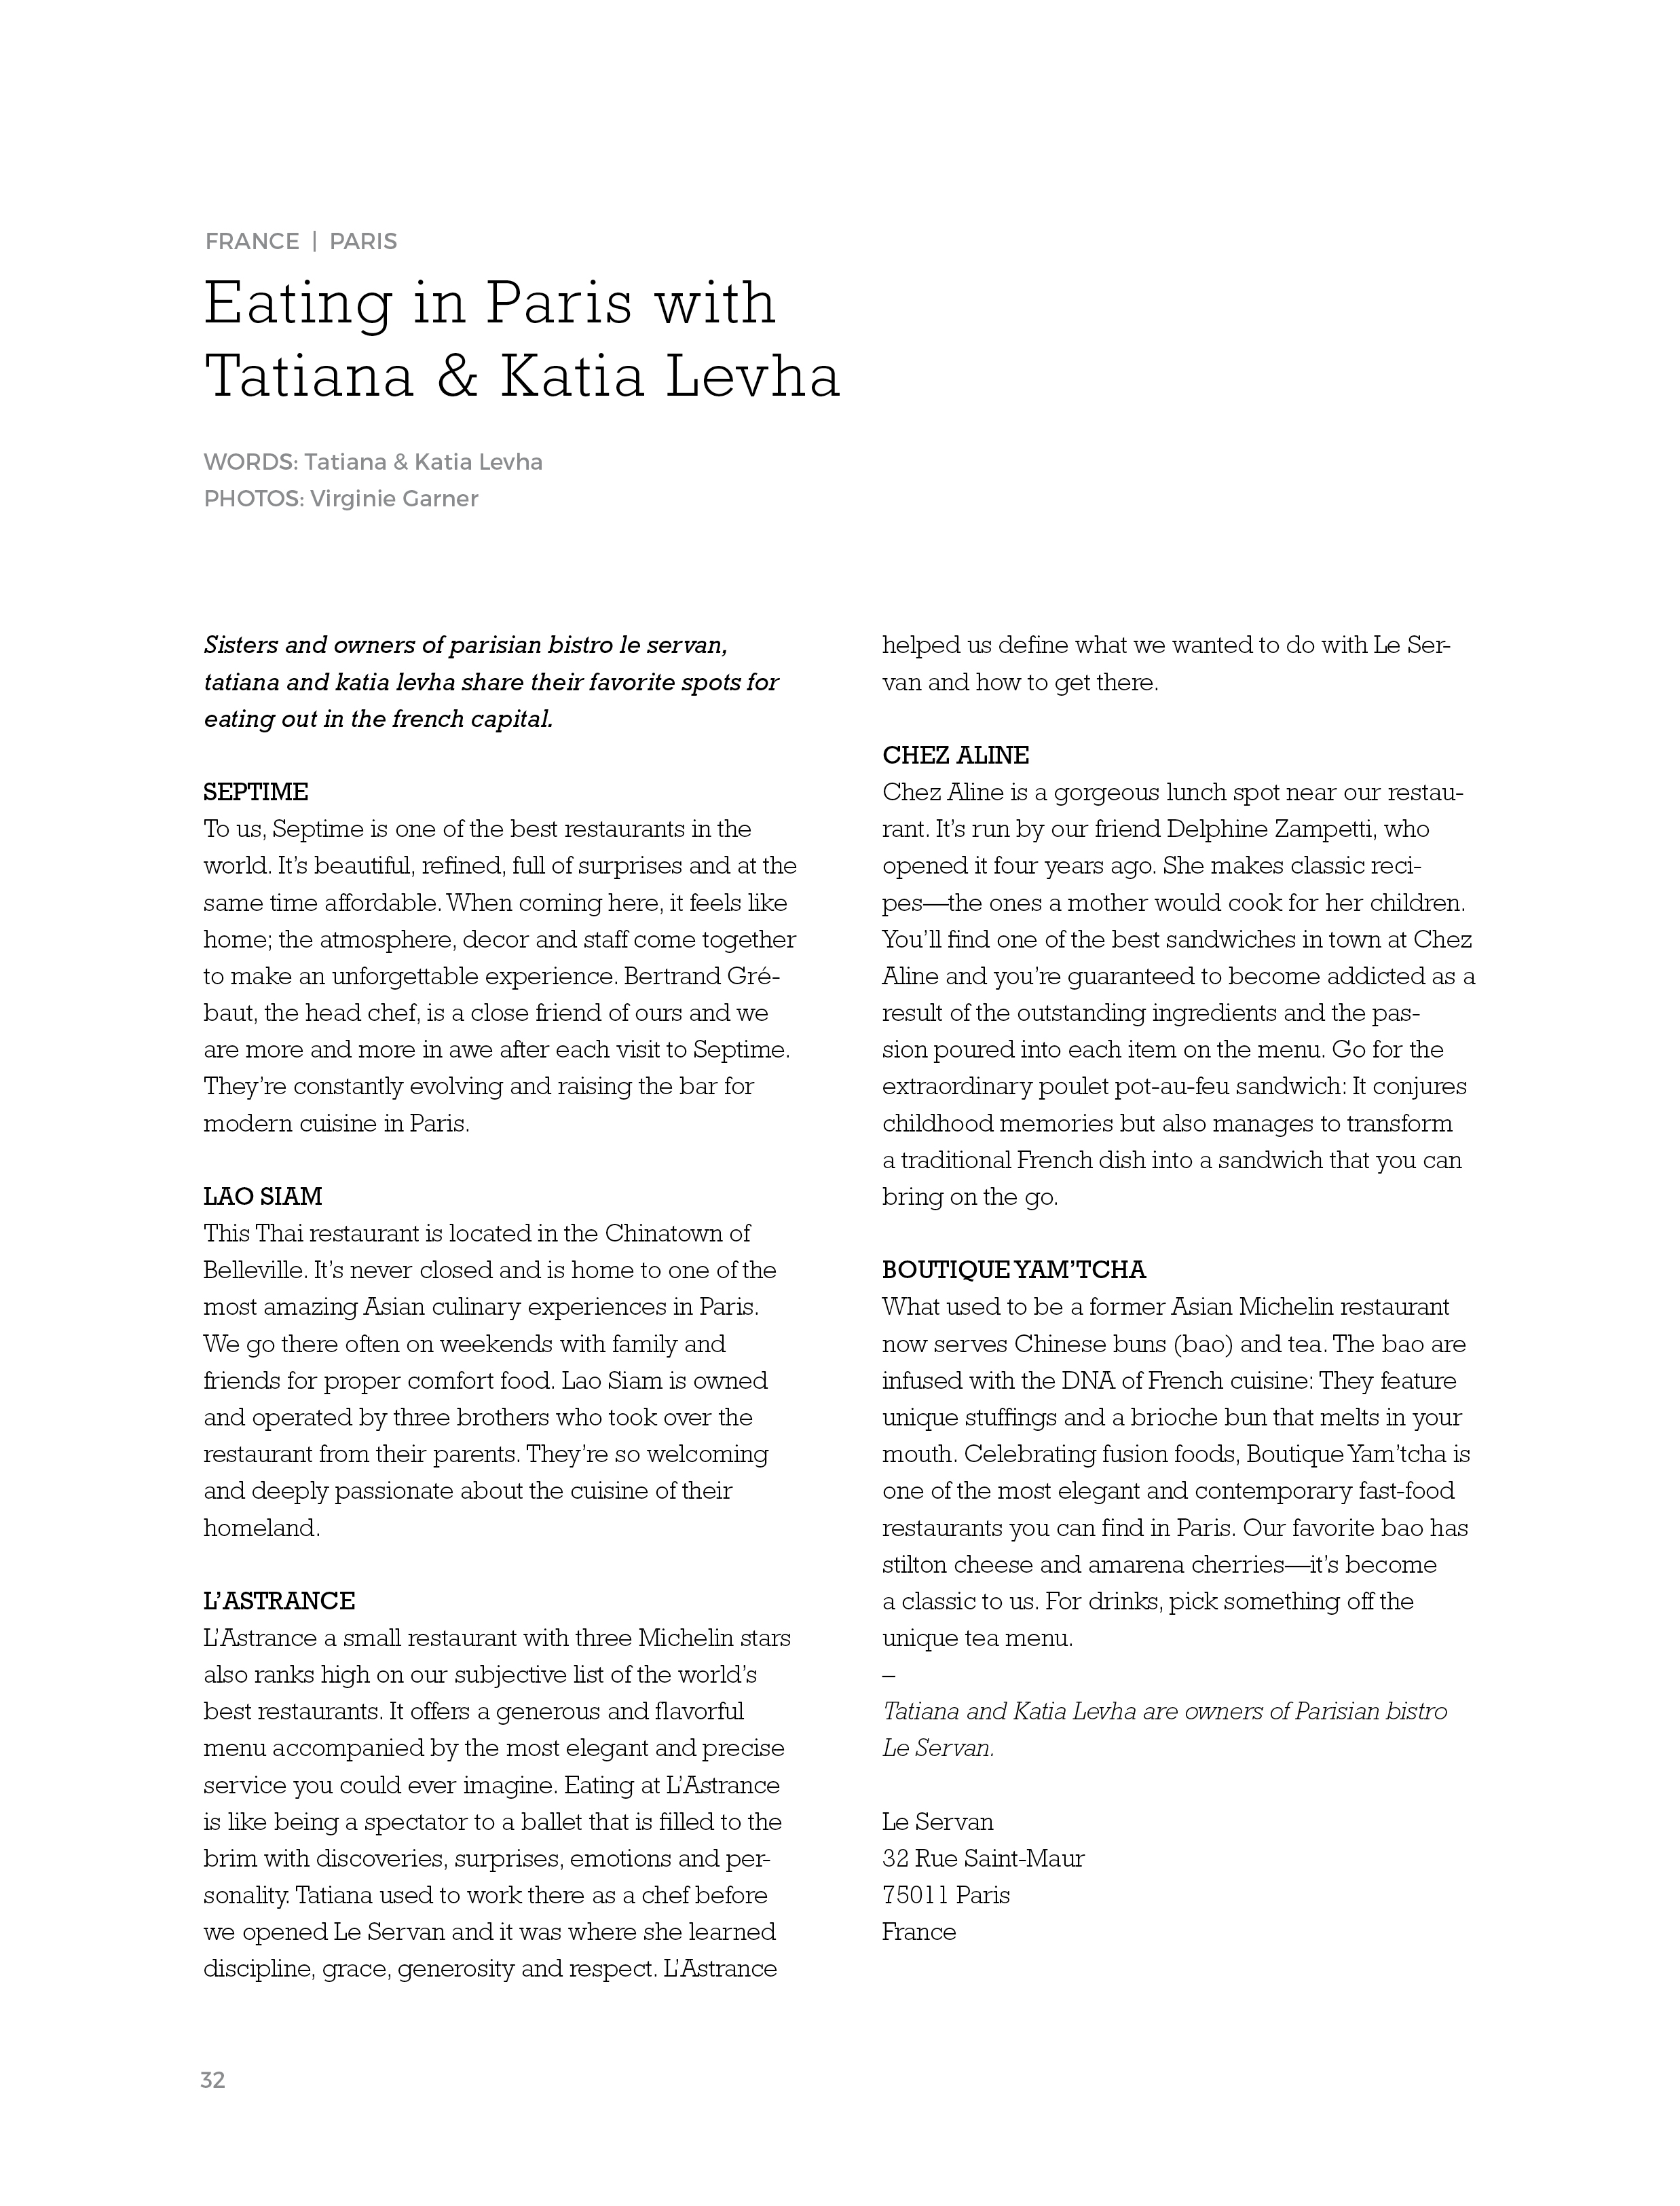 FRANCE | PARIS
Eating in Paris with
Tatiana & Katia Levha
WORDS: Tatiana & Katia Levha
PHOTOS: Virginie Garner
Sisters and owners of parisian bistro le servan,
tatiana and katia levha share their favorite spots for
eating out in the french capital.
SEPTIME
To us, Septime is one of the best restaurants in the
world. It’s beautiful, refined, full of surprises and at the
same time affordable. When coming here, it feels like
home; the atmosphere, decor and staff come together
to make an unforgettable experience. Bertrand Gré-
baut, the head chef, is a close friend of ours and we
are more and more in awe after each visit to Septime.
They’re constantly evolving and raising the bar for
modern cuisine in Paris.
LAO SIAM
This Thai restaurant is located in the Chinatown of
Belleville. It’s never closed and is home to one of the
most amazing Asian culinary experiences in Paris.
We go there often on weekends with family and
friends for proper comfort food. Lao Siam is owned
and operated by three brothers who took over the
restaurant from their parents. They’re so welcoming
and deeply passionate about the cuisine of their
homeland.
L’ASTRANCE
L’Astrance a small restaurant with three Michelin stars
also ranks high on our subjective list of the world’s
best restaurants. It offers a generous and flavorful
menu accompanied by the most elegant and precise
service you could ever imagine. Eating at L’Astrance
is like being a spectator to a ballet that is filled to the
brim with discoveries, surprises, emotions and per-
sonality. Tatiana used to work there as a chef before
we opened Le Servan and it was where she learned
discipline, grace, generosity and respect. L’Astrance
helped us define what we wanted to do with Le Ser-
van and how to get there.
CHEZ ALINE
Chez Aline is a gorgeous lunch spot near our restau-
rant. It’s run by our friend Delphine Zampetti, who
opened it four years ago. She makes classic reci-
pes—the ones a mother would cook for her children.
You’ll find one of the best sandwiches in town at Chez
Aline and you’re guaranteed to become addicted as a
result of the outstanding ingredients and the pas-
sion poured into each item on the menu. Go for the
extraordinary poulet pot-au-feu sandwich: It conjures
childhood memories but also manages to transform
a traditional French dish into a sandwich that you can
bring on the go.
BOUTIQUE YAM’TCHA
What used to be a former Asian Michelin restaurant
now serves Chinese buns (bao) and tea. The bao are
infused with the DNA of French cuisine: They feature
unique stuffings and a brioche bun that melts in your
mouth. Celebrating fusion foods, Boutique Yam’tcha is
one of the most elegant and contemporary fast-food
restaurants you can find in Paris. Our favorite bao has
stilton cheese and amarena cherries—it’s become
a classic to us. For drinks, pick something off the
unique tea menu.
–
Tatiana and Katia Levha are owners of Parisian bistro
Le Servan.
Le Servan
32 Rue Saint-Maur
75011 Paris
France
32